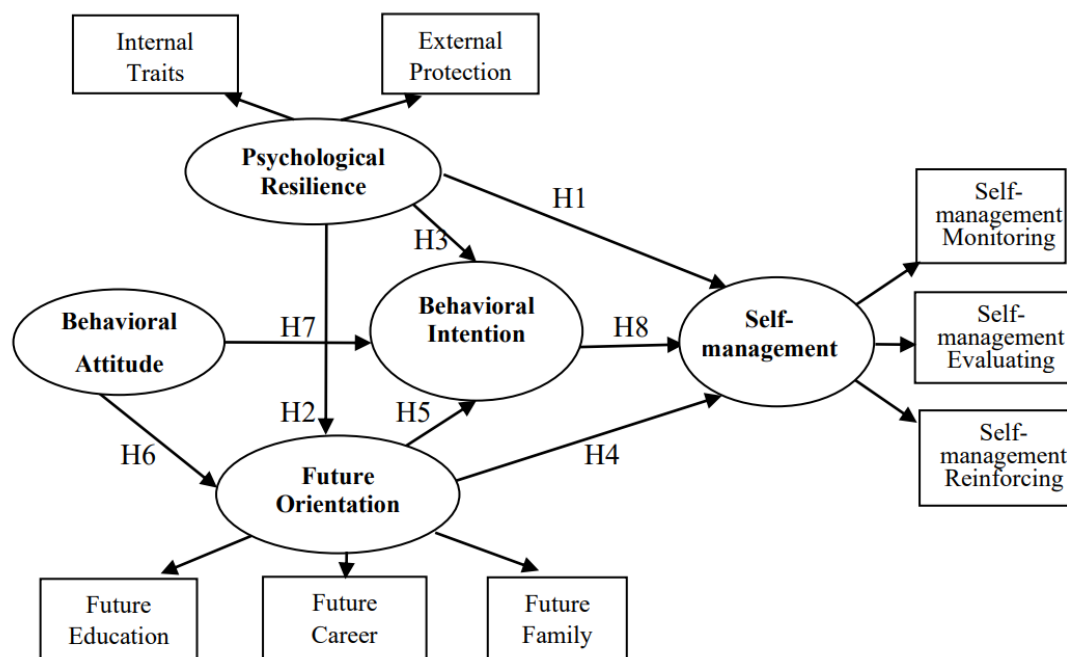 Internal
Traits
External
Protection
Psychological
Resilience
H1
Self-
management
Monitoring
H3
Behavioral
Attitude
H7
Behavioral
Intention
H8
Self-
management
Self-
management
Evaluating
H2
H5
H6
H4
Future
Orientation
Self-
management
Reinforcing
Future
Education
Future
Career
Future
Family